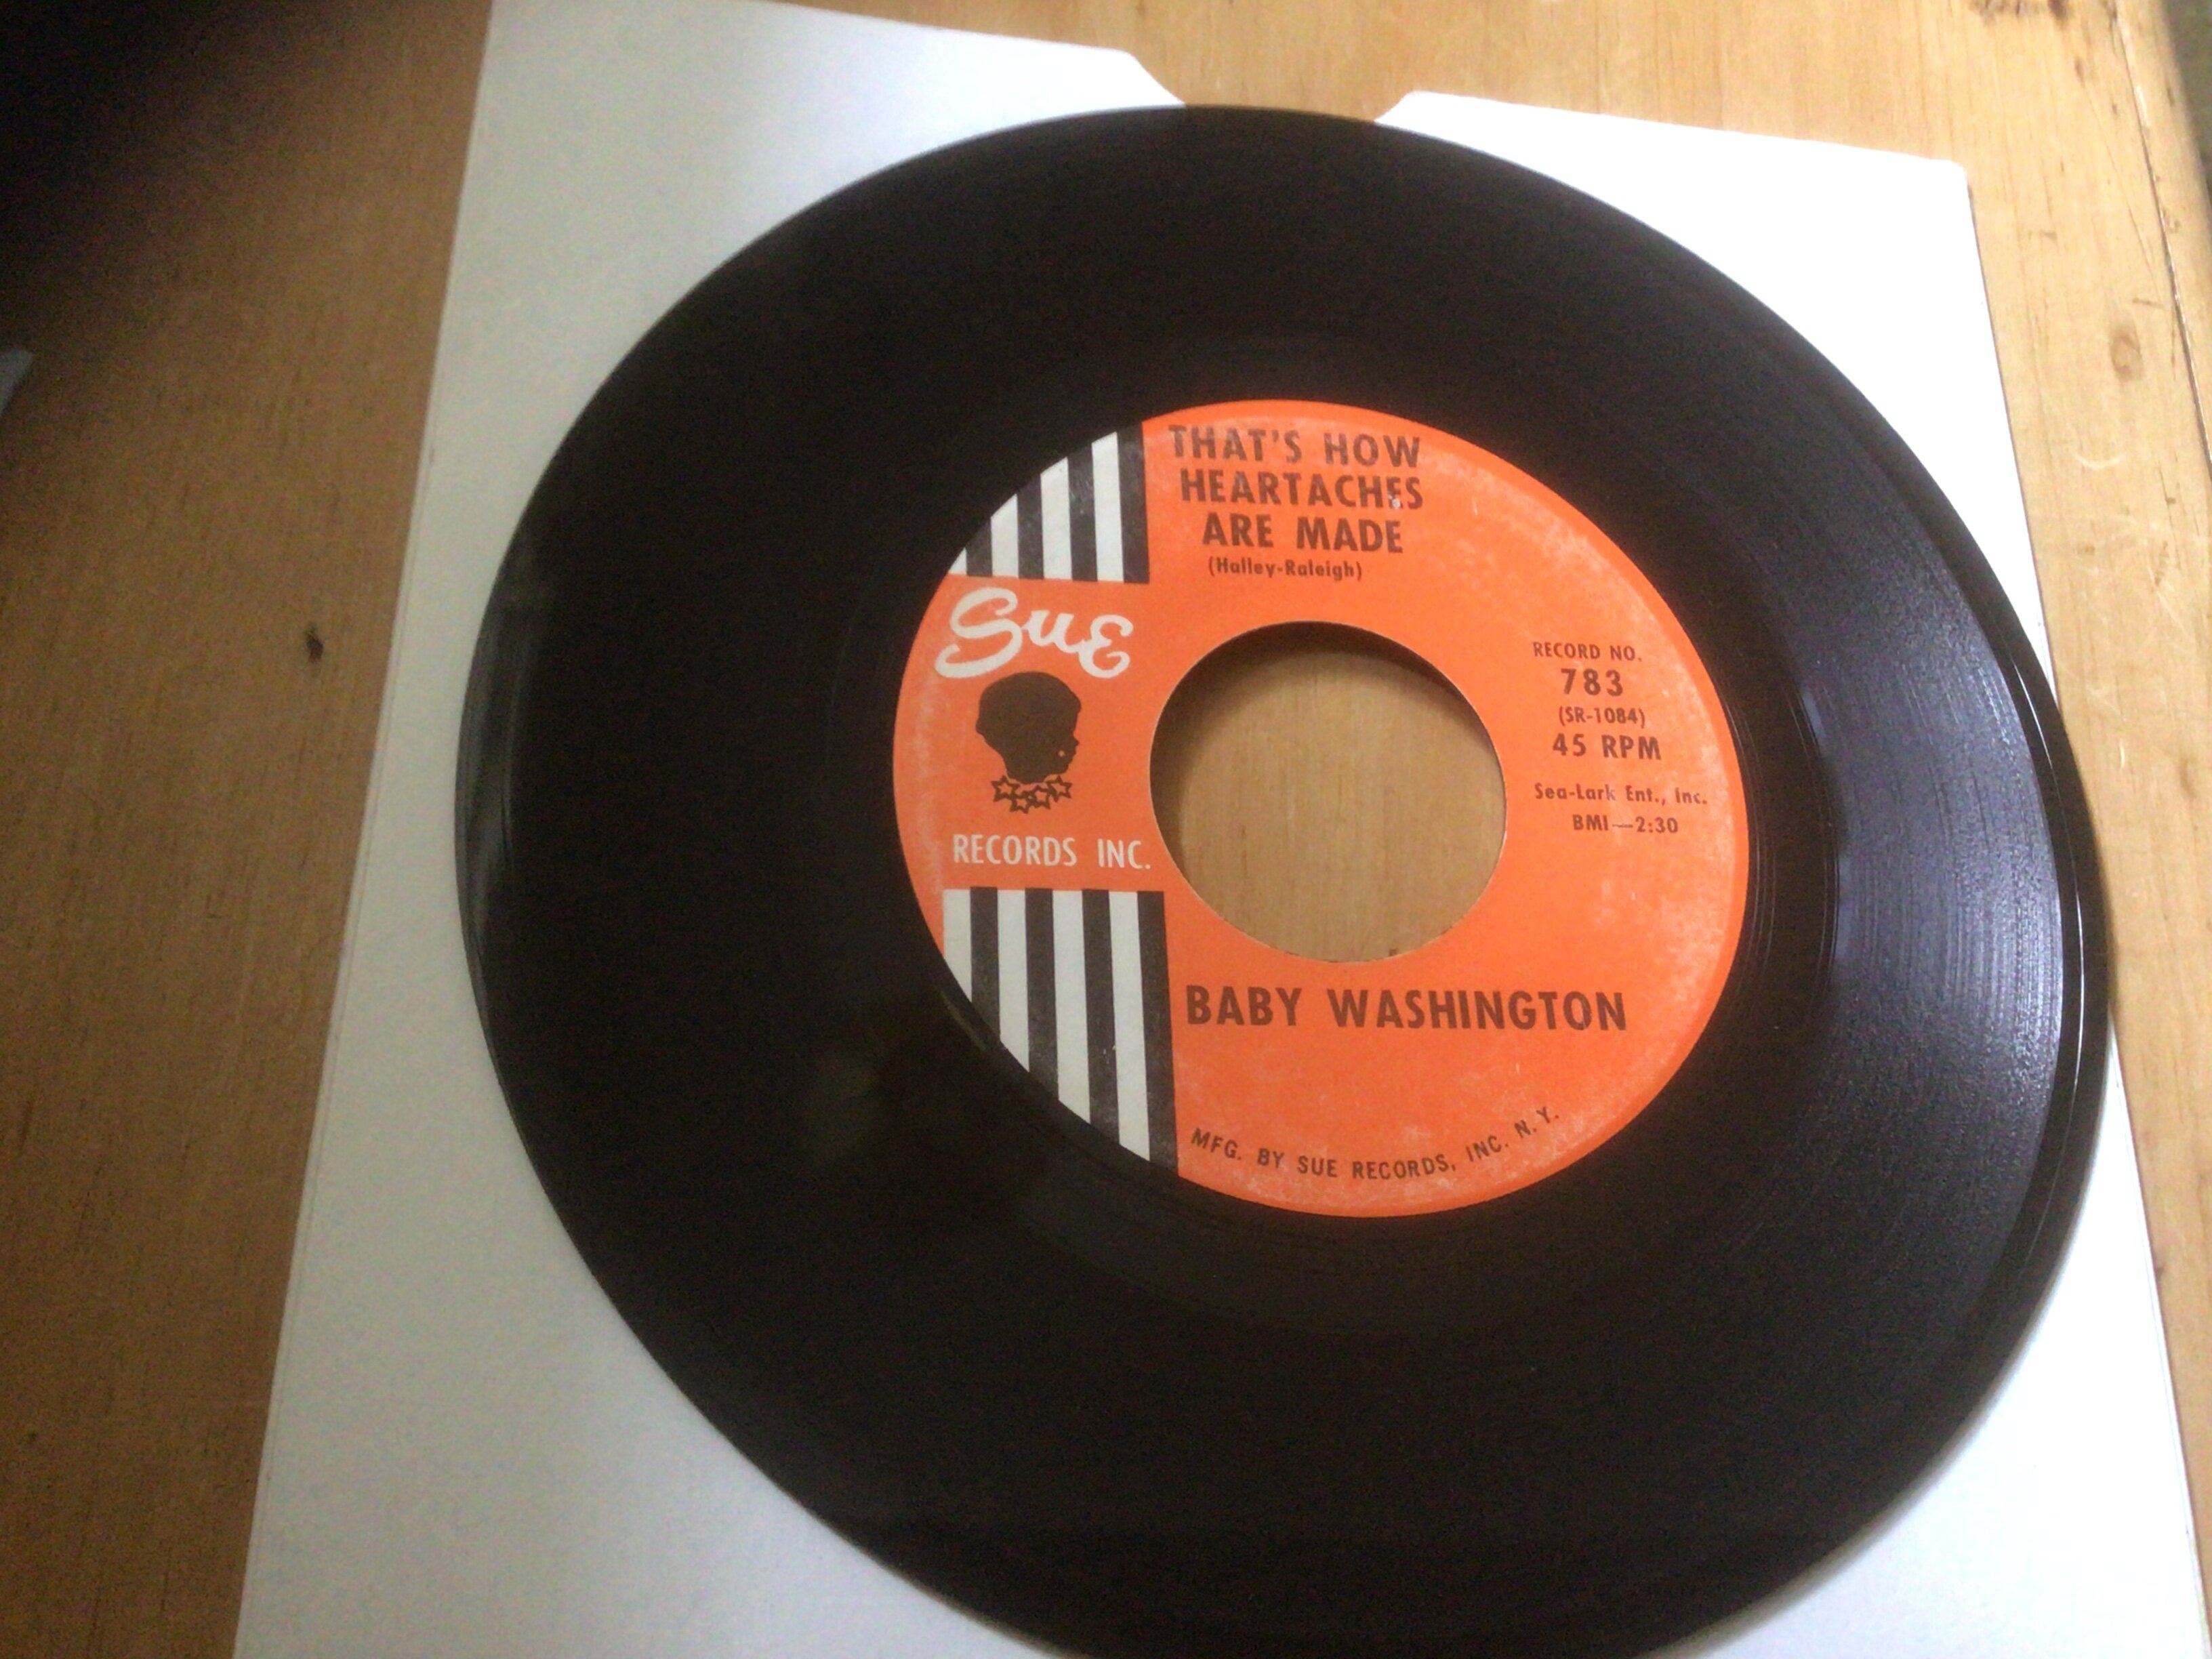 THAT'S HOW
HEARTACHES
ARE MADE
(Halley-Raleigh)
Sue
RECORDS INC.
RECORD NO.
783
(SR-1084)
45 RPM
Sea-Lark Ent., Inc.
BMI—2:30
BABY WASHINGTON
MFG. BY SUE RECORDS, INC. N. Y.